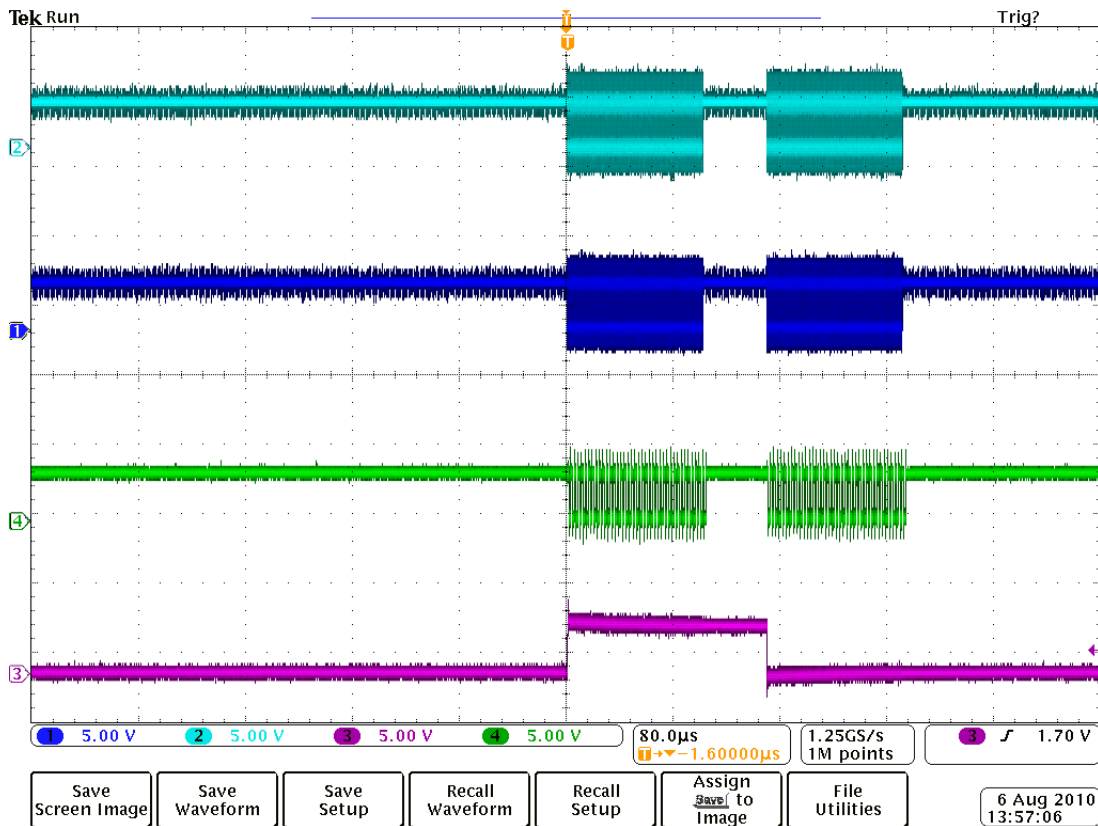 Tek Run Trig?
T
T
2
1
4
3
1 5.00 V 2 5.00 V 3 5.00 V 4 5.00 V
80.0µs
T→▼−1.60000µs
1.25GS/s
1M points
3 ƒ 1.70 V
Save
Screen Image
Save
Waveform
Save
Setup
Recall
Waveform
Recall
Setup
Assign
Save to
Image
File
Utilities
6 Aug 2010
13:57:06